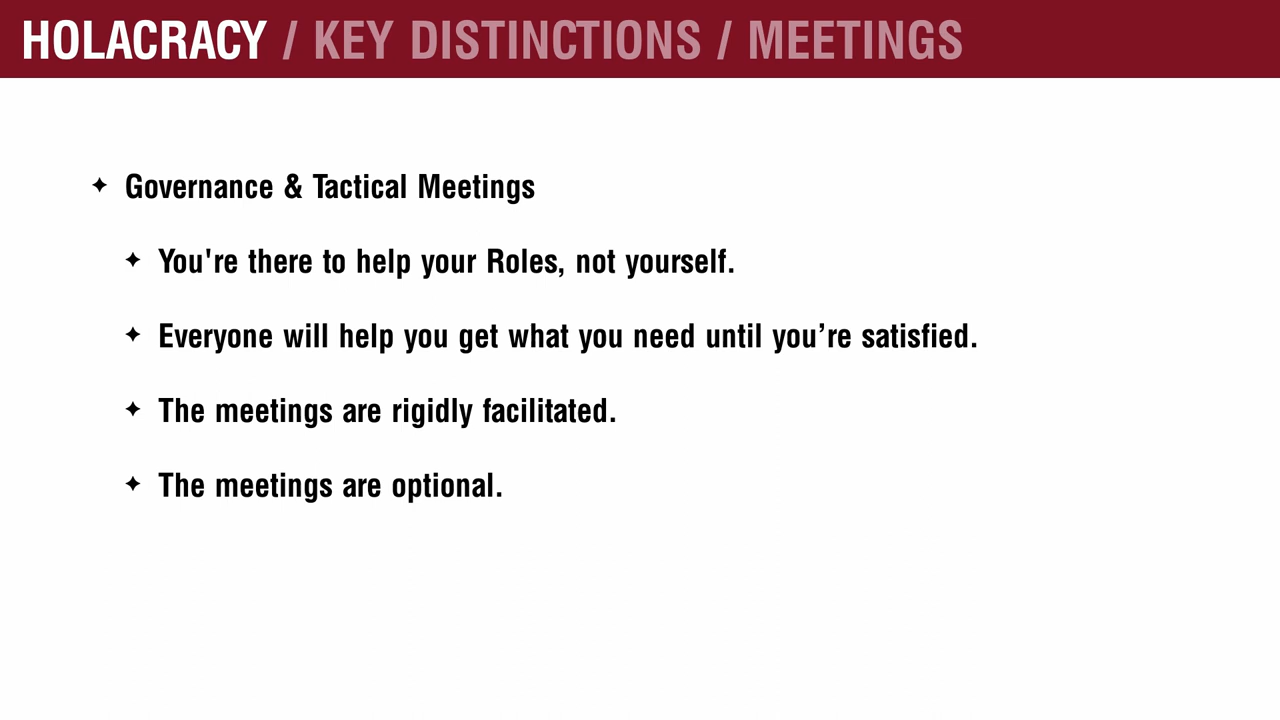 HOLACRACY / KEY DISTINCTIONS / MEETINGS
✦ Governance & Tactical Meetings
✦ You're there to help your Roles, not yourself.
✦ Everyone will help you get what you need until you’re satisfied.
✦ The meetings are rigidly facilitated.
✦ The meetings are optional.